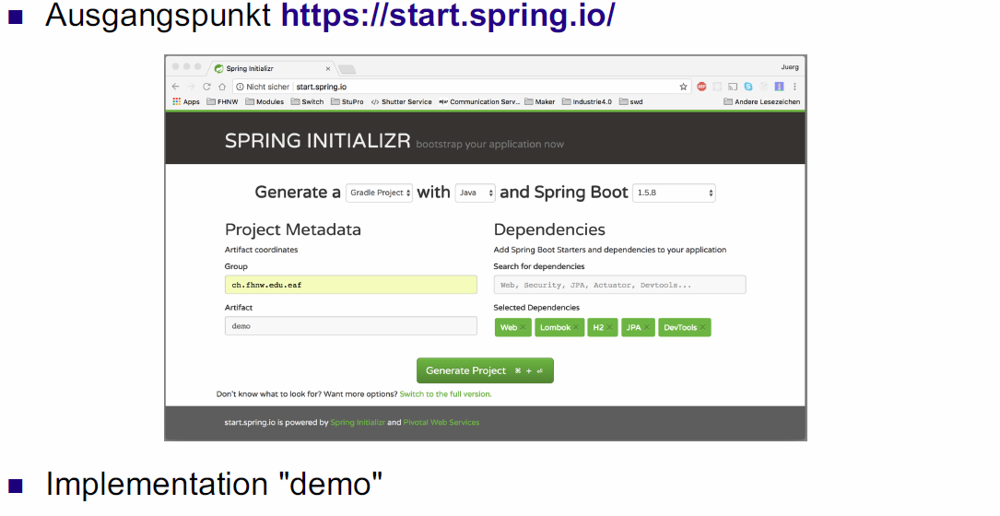 Ausgangspunkt https://start.spring.io/
Spring Initializr
Juerg
Nicht sicher start.spring.io
Apps FHNW Modules Switch StuPro </> Shutter Service Communication Serv... Maker Industrie4.0 swd Andere Lesezeichen
SPRING INITIALIZR bootstrap your application now
Generate a Gradle Project with Java and Spring Boot 1.5.8
Project Metadata
Artifact coordinates
Group
ch.fhnw.edu.eaf
Artifact
demo
Dependencies
Add Spring Boot Starters and dependencies to your application
Search for dependencies
Web, Security, JPA, Actuator, Devtools...
Selected Dependencies
Web × Lombok × H2 × JPA × DevTools ×
Generate Project ⌘ + ⏎
Don't know what to look for? Want more options? Switch to the full version.
start.spring.io is powered by Spring Initializr and Pivotal Web Services
Implementation "demo"